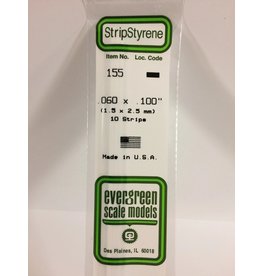 StripStyrene
Item No. Loc. Code
155
.060 x .100"
(1.5 x 2.5 mm)
10 Strips
Made in U.S.A.
evergreen
scale models
Des Plaines, IL 60018